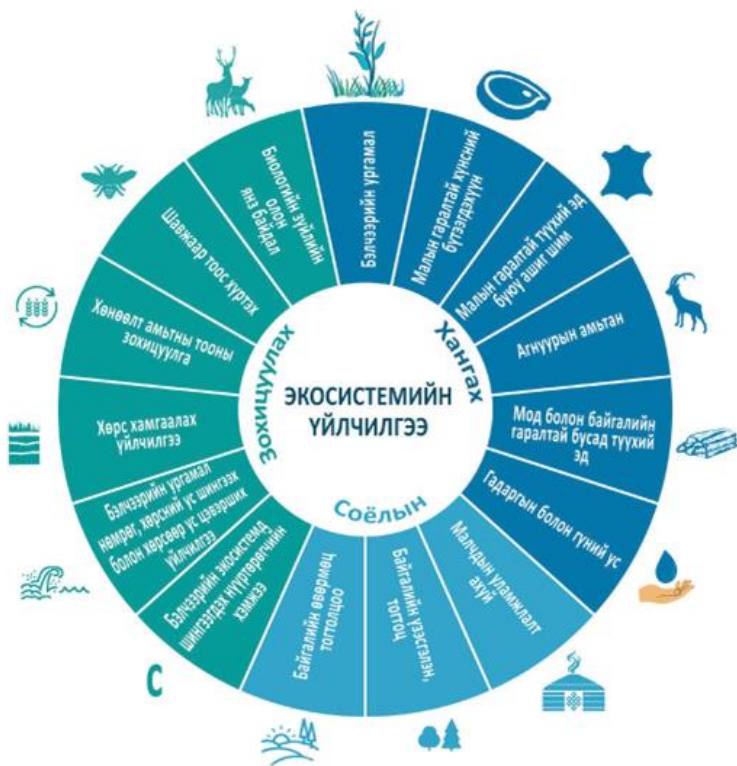 ЭКОСИСТЕМИЙН
ҮЙЛЧИЛГЭЭ
Хангах
Бэлчээрийн ургамал
Малын гаралтай хүнсний
бүтээгдэхүүн
Малын гаралтай түүхий эд
буюу ашиг шим
Агнуурын амьтан
Мод болон байгалийн
гаралтай бусад түүхий
эд
Гадаргын болон гүний ус
Соёлын
Малчдын уламжлалт
ахуй
Байгалийн үзэсгэлэн,
тогтоц
Байгалийн өвөрмөц
тогтолцоо
Зохицуулах
Бэлчээрийн экосистемд
шингээгдэх нүүртөрөгчийн
хэмжээ
C
Бэлчээрийн ургамал
нөмрөг, хөрсний ус шингээх
болон хөрсөөр ус цэвэрших
үйлчилгээ
Хөрс хамгаалах
үйлчилгээ
Хөнөөлт амьтны тооны
зохицуулга
Шавжаар тоос хүртэх
Биологийн зүйлийн
олон
янз байдал